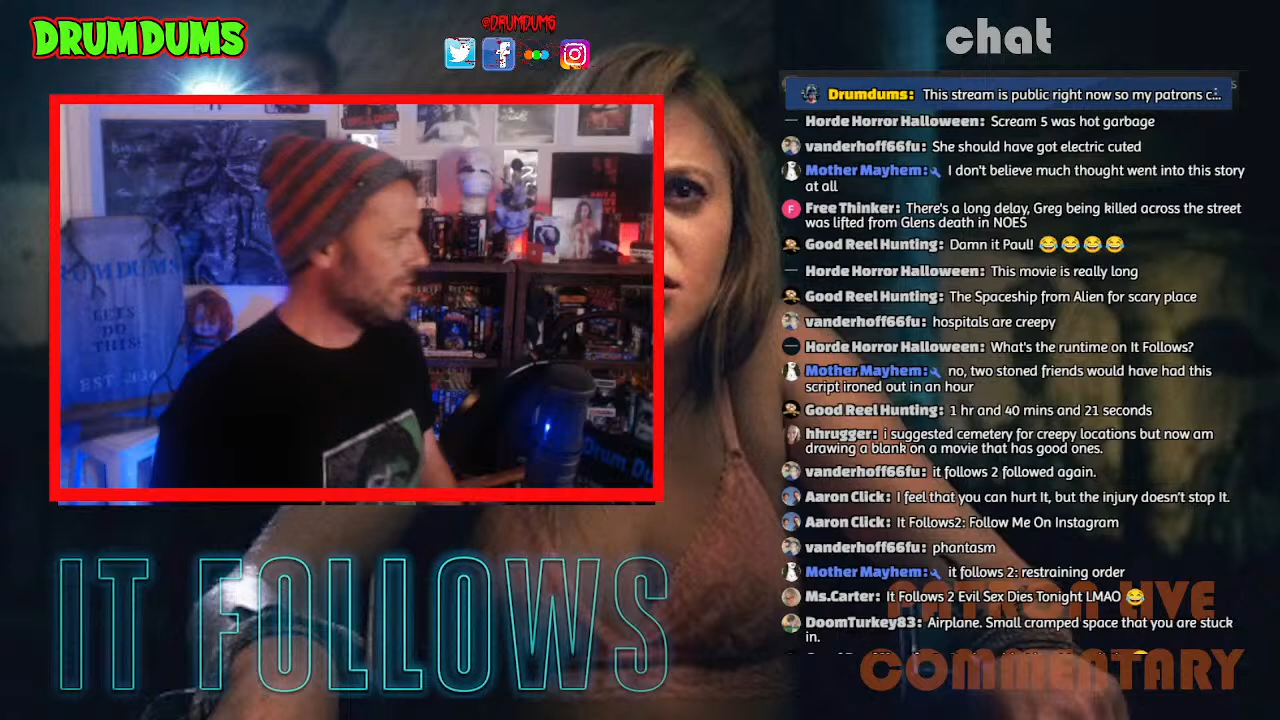 DRUMDUMS
@DRUMDUMS
chat
Drumdums: This stream is public right now so my patrons c...
Horde Horror Halloween: Scream 5 was hot garbage
vanderhoff66fu: She should have got electric cuted
Mother Mayhem: I don't believe much thought went into this story
at all
Free Thinker: There's a long delay, Greg being killed across the street
was lifted from Glens death in NOES
Good Reel Hunting: Damn it Paul! 😂😂😂😂
Horde Horror Halloween: This movie is really long
Good Reel Hunting: The Spaceship from Alien for scary place
vanderhoff66fu: hospitals are creepy
Horde Horror Halloween: What's the runtime on It Follows?
Mother Mayhem: no, two stoned friends would have had this
script ironed out in an hour
Good Reel Hunting: 1 hr and 40 mins and 21 seconds
hhrugger: i suggested cemetery for creepy locations but now am
drawing a blank on a movie that has good ones.
vanderhoff66fu: it follows 2 followed again.
Aaron Click: I feel that you can hurt It, but the injury doesn't stop It.
Aaron Click: It Follows2: Follow Me On Instagram
vanderhoff66fu: phantasm
Mother Mayhem: it follows 2: restraining order
Ms.Carter: It Follows 2 Evil Sex Dies Tonight LMAO 😂
DoomTurkey83: Airplane. Small cramped space that you are stuck
in.
DRUMDUMS
LETS
DO
THIS!
EST. 2014
Drum Du
IT FOLLOWS
PATRON LIVE
COMMENTARY